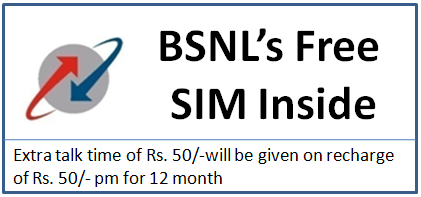 BSNL's Free
SIM Inside
Extra talk time of Rs. 50/-will be given on recharge
of Rs. 50/- pm for 12 month